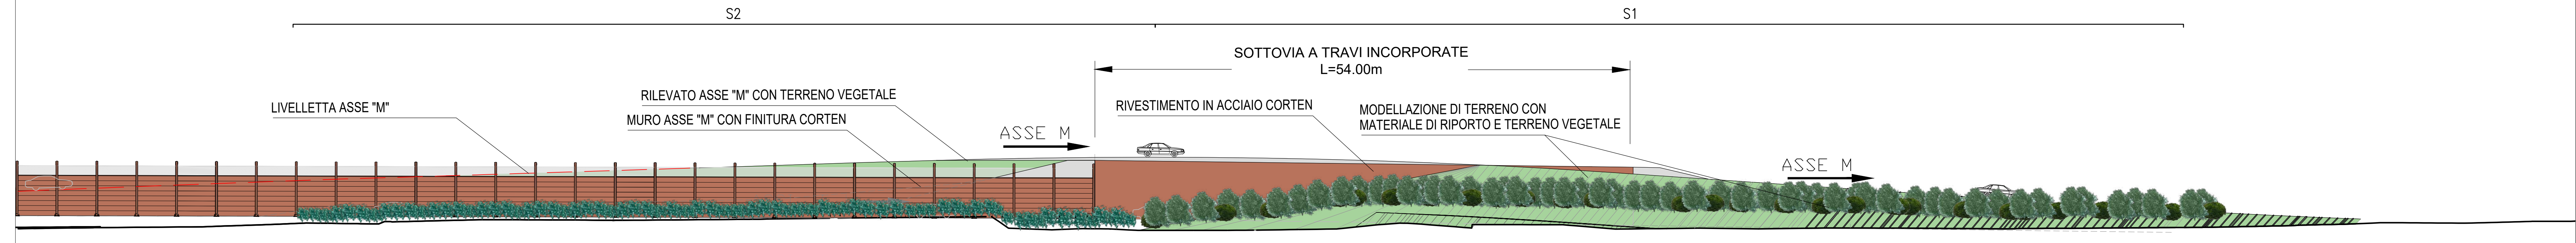 S2
S1
SOTTOVIA A TRAVI INCORPORATE
L=54.00m
LIVELLETTA ASSE "M"
RILEVATO ASSE "M" CON TERRENO VEGETALE
MURO ASSE "M" CON FINITURA CORTEN
ASSE M
RIVESTIMENTO IN ACCIAIO CORTEN
MODELLAZIONE DI TERRENO CON
MATERIALE DI RIPORTO E TERRENO VEGETALE
ASSE M